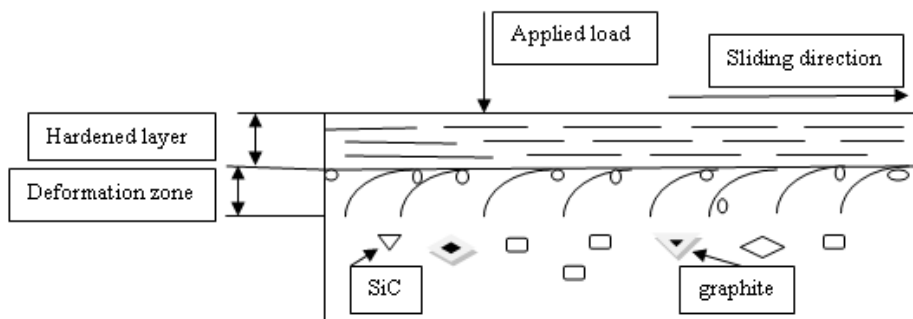 Applied load
Sliding direction
Hardened layer
Deformation zone
SiC
graphite